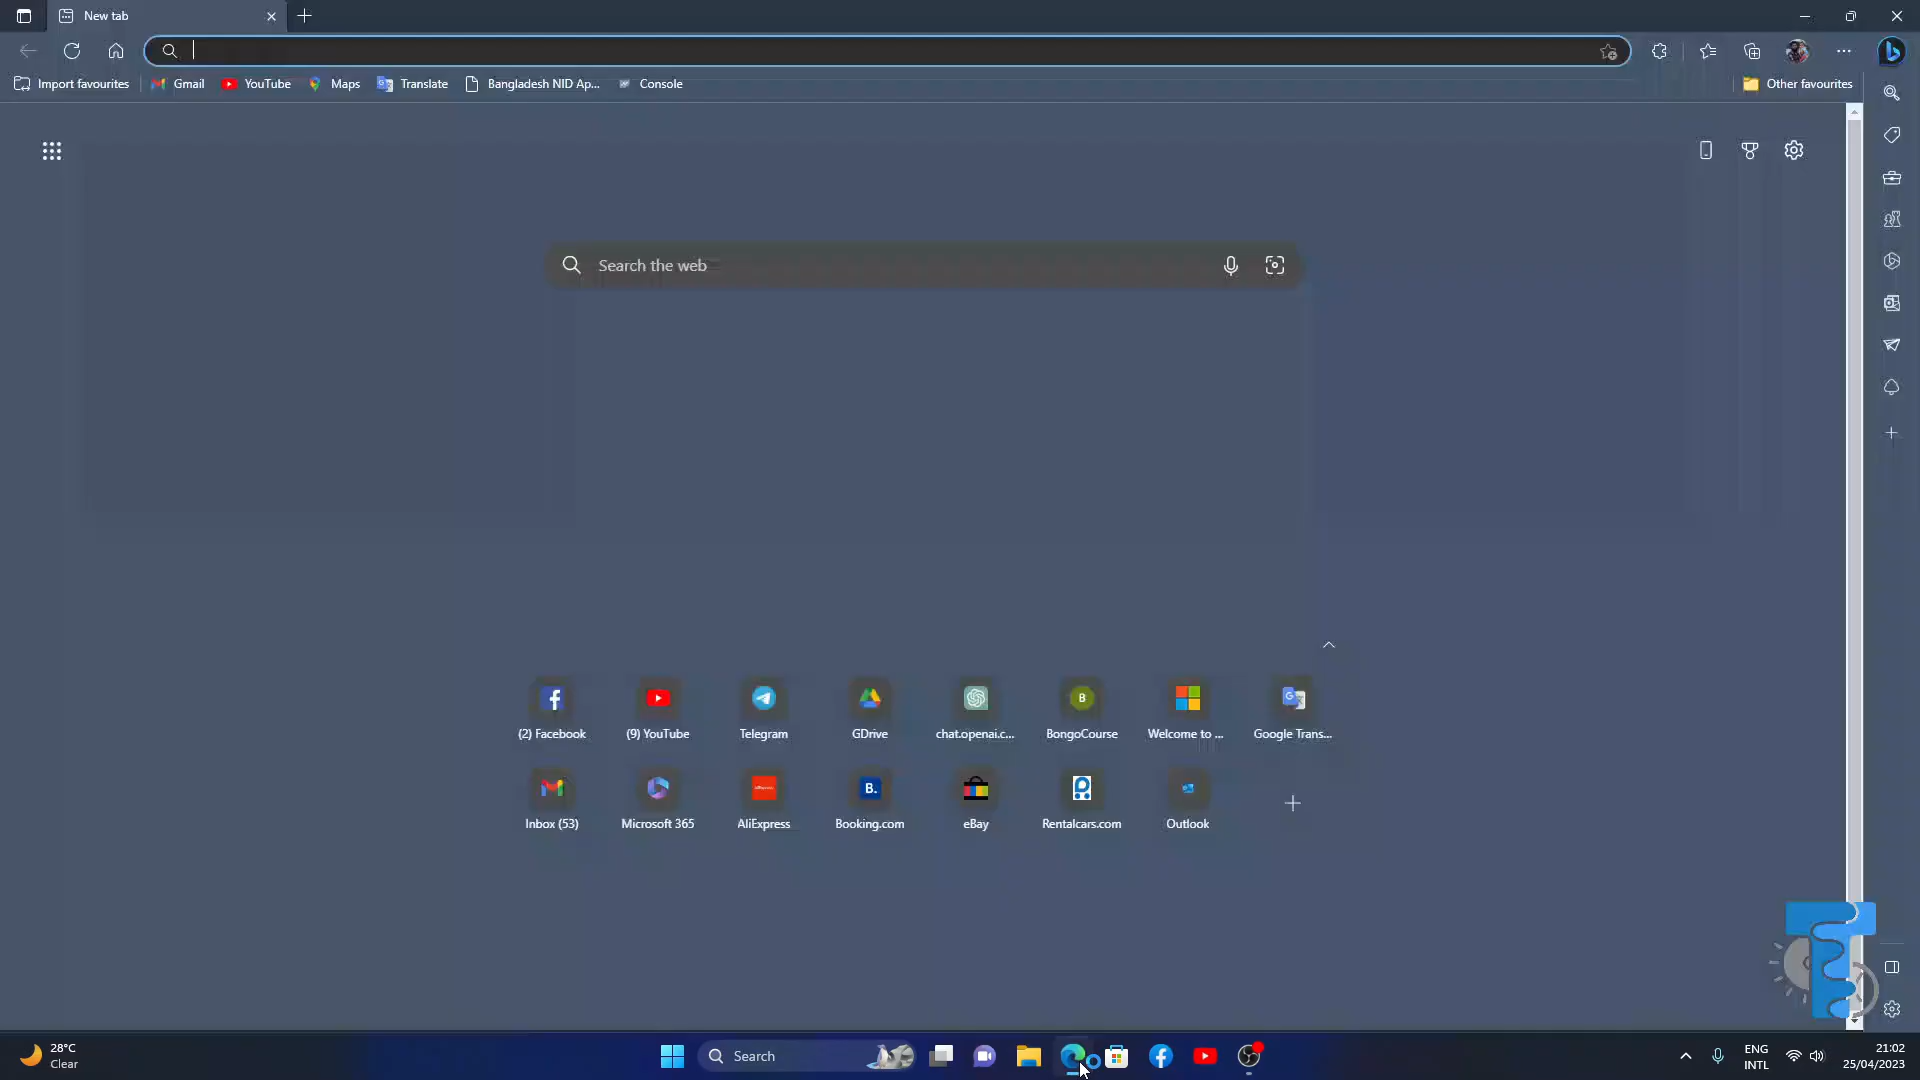 New tab
Import favourites
Gmail
YouTube
Maps
Translate
Bangladesh NID Ap...
Console
Other favourites
Search the web
(2) Facebook
(9) YouTube
Telegram
GDrive
chat.openai.c...
BongoCourse
Welcome to ...
Google Trans...
Inbox (53)
Microsoft 365
AliExpress
Booking.com
eBay
Rentalcars.com
Outlook
28°C
Clear
Search
ENG
INTL
21:02
25/04/2023